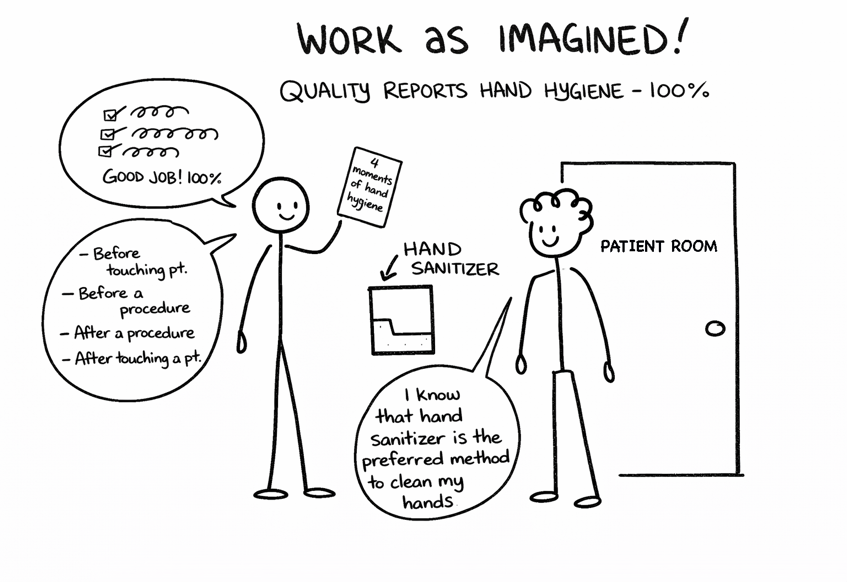 WORK as IMAGINED!
QUALITY REPORTS HAND HYGIENE - 100%
GOOD JOB! 100%
4
moments
of hand
hygiene
- Before
touching pt.
- Before a
procedure
- After a procedure
- After touching a pt.
HAND
SANITIZER
PATIENT ROOM
I know
that hand
sanitizer is the
preferred method
to clean my
hands